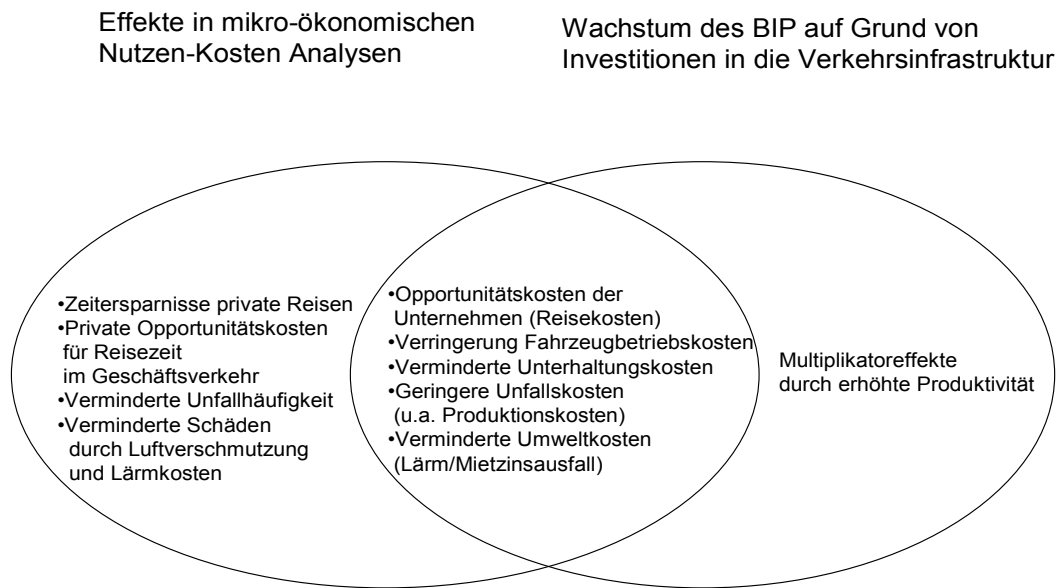 Effekte in mikro-ökonomischen
Nutzen-Kosten Analysen
Wachstum des BIP auf Grund von
Investitionen in die Verkehrsinfrastruktur
•Zeitersparnisse private Reisen
•Private Opportunitätskosten
für Reisezeit
im Geschäftsverkehr
•Verminderte Unfallhäufigkeit
•Verminderte Schäden
durch Luftverschmutzung
und Lärmkosten
•Opportunitätskosten der
Unternehmen (Reisekosten)
•Verringerung Fahrzeugbetriebskosten
•Verminderte Unterhaltungskosten
•Geringere Unfallskosten
(u.a. Produktionskosten)
•Verminderte Umweltkosten
(Lärm/Mietzinsausfall)
Multiplikatoreffekte
durch erhöhte Produktivität